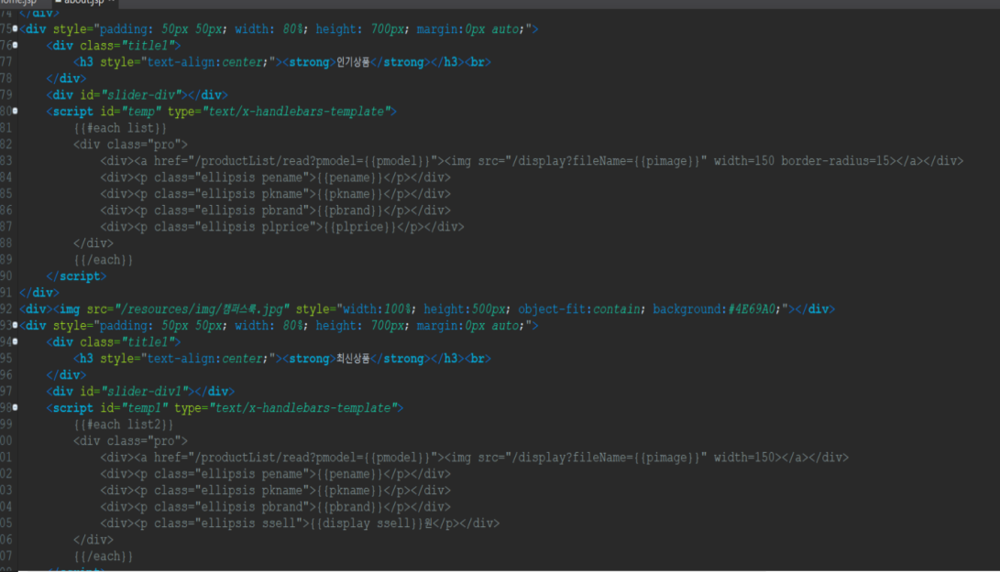 home.jsp about.jsp
74 </div>
75 <div style="padding: 50px 50px; width: 80%; height: 700px; margin:0px auto;">
76 <div class="title1">
77 <h3 style="text-align:center;"><strong>인기상품</strong></h3><br>
78 </div>
79 <div id="slider-div"></div>
80 <script id="temp" type="text/x-handlebars-template">
81 {{#each list}}
82 <div class="pro">
83 <div><a href="/productList/read?pmodel={{pmodel}}"><img src="/display?fileName={{pimage}}" width=150 border-radius=15></a></div>
84 <div><p class="ellipsis pename">{{pename}}</p></div>
85 <div><p class="ellipsis pkname">{{pkname}}</p></div>
86 <div><p class="ellipsis pbrand">{{pbrand}}</p></div>
87 <div><p class="ellipsis plprice">{{plprice}}</p></div>
88 </div>
89 {{/each}}
90 </script>
91 </div>
92 <div><img src="/resources/img/캠퍼스룩.jpg" style="width:100%; height:500px; object-fit:contain; background:#4E69A0;"></div>
93 <div style="padding: 50px 50px; width: 80%; height: 700px; margin:0px auto;">
94 <div class="title1">
95 <h3 style="text-align:center;"><strong>최신상품</strong></h3><br>
96 </div>
97 <div id="slider-div1"></div>
98 <script id="temp1" type="text/x-handlebars-template">
99 {{#each list2}}
00 <div class="pro">
01 <div><a href="/productList/read?pmodel={{pmodel}}"><img src="/display?fileName={{pimage}}" width=150></a></div>
02 <div><p class="ellipsis pename">{{pename}}</p></div>
03 <div><p class="ellipsis pkname">{{pkname}}</p></div>
04 <div><p class="ellipsis pbrand">{{pbrand}}</p></div>
05 <div><p class="ellipsis ssell">{{display ssell}}원</p></div>
06 </div>
07 {{/each}}